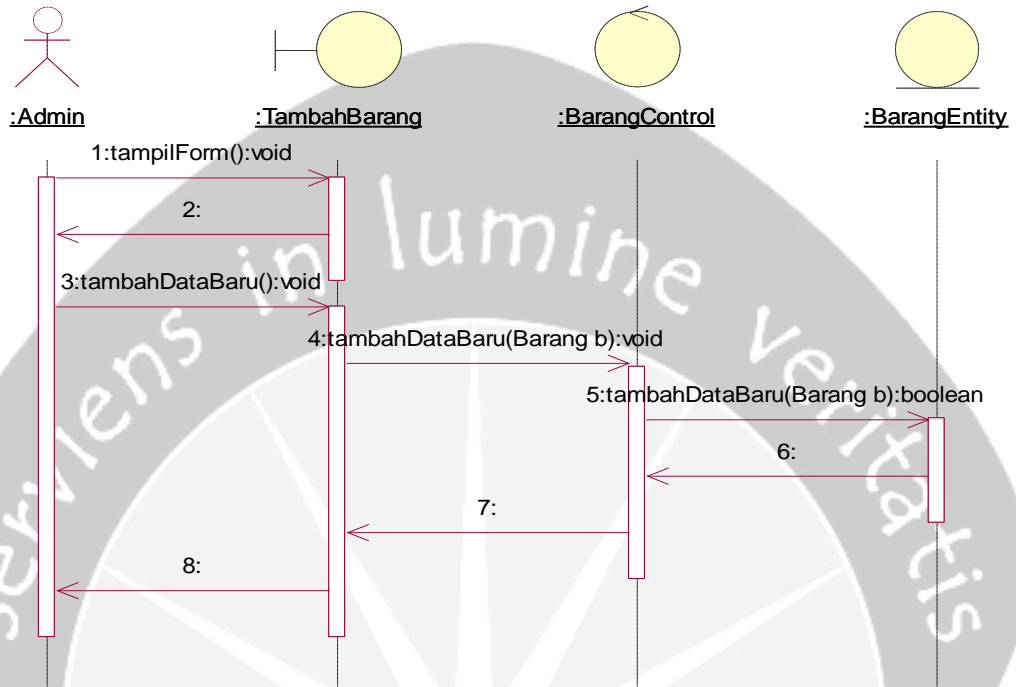 :Admin
:TambahBarang
:BarangControl
:BarangEntity
1:tampilForm():void
2:
3:tambahDataBaru():void
4:tambahDataBaru(Barang b):void
5:tambahDataBaru(Barang b):boolean
6:
7:
8:
serviens in lumine veritatis